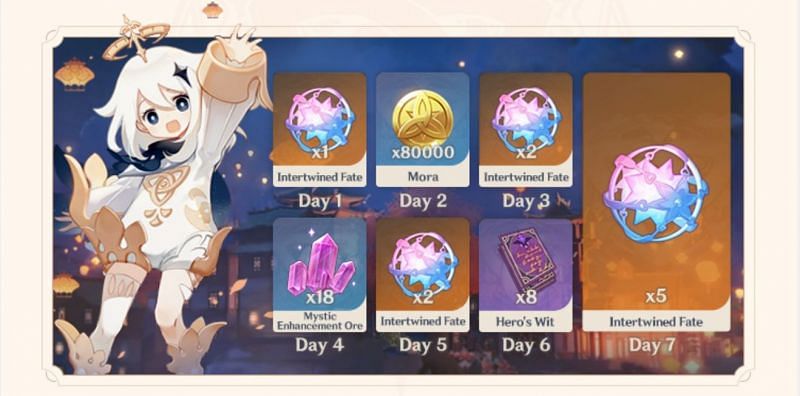 x1
Intertwined Fate
Day 1
x80000
Mora
Day 2
x2
Intertwined Fate
Day 3
x18
Mystic
Enhancement Ore
Day 4
x2
Intertwined Fate
Day 5
x8
Hero's Wit
Day 6
x5
Intertwined Fate
Day 7